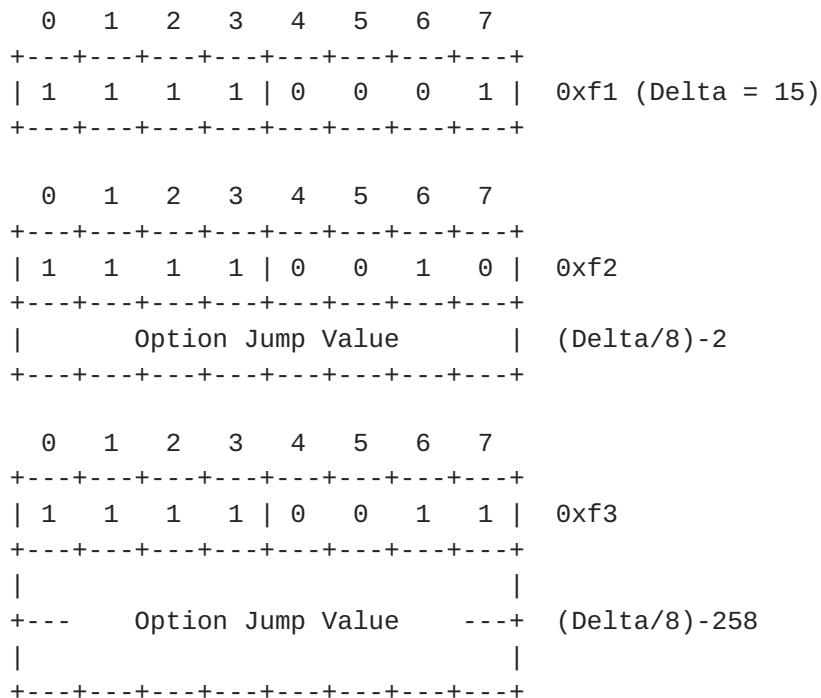 0   1   2   3   4   5   6   7
+---+---+---+---+---+---+---+---+
| 1   1   1   1 | 0   0   0   1 |  0xf1 (Delta = 15)
+---+---+---+---+---+---+---+---+

  0   1   2   3   4   5   6   7
+---+---+---+---+---+---+---+---+
| 1   1   1   1 | 0   0   1   0 |  0xf2
+---+---+---+---+---+---+---+---+
|       Option Jump Value       |  (Delta/8)-2
+---+---+---+---+---+---+---+---+

  0   1   2   3   4   5   6   7
+---+---+---+---+---+---+---+---+
| 1   1   1   1 | 0   0   1   1 |  0xf3
+---+---+---+---+---+---+---+---+
|                               |
+---    Option Jump Value    ---+  (Delta/8)-258
|                               |
+---+---+---+---+---+---+---+---+